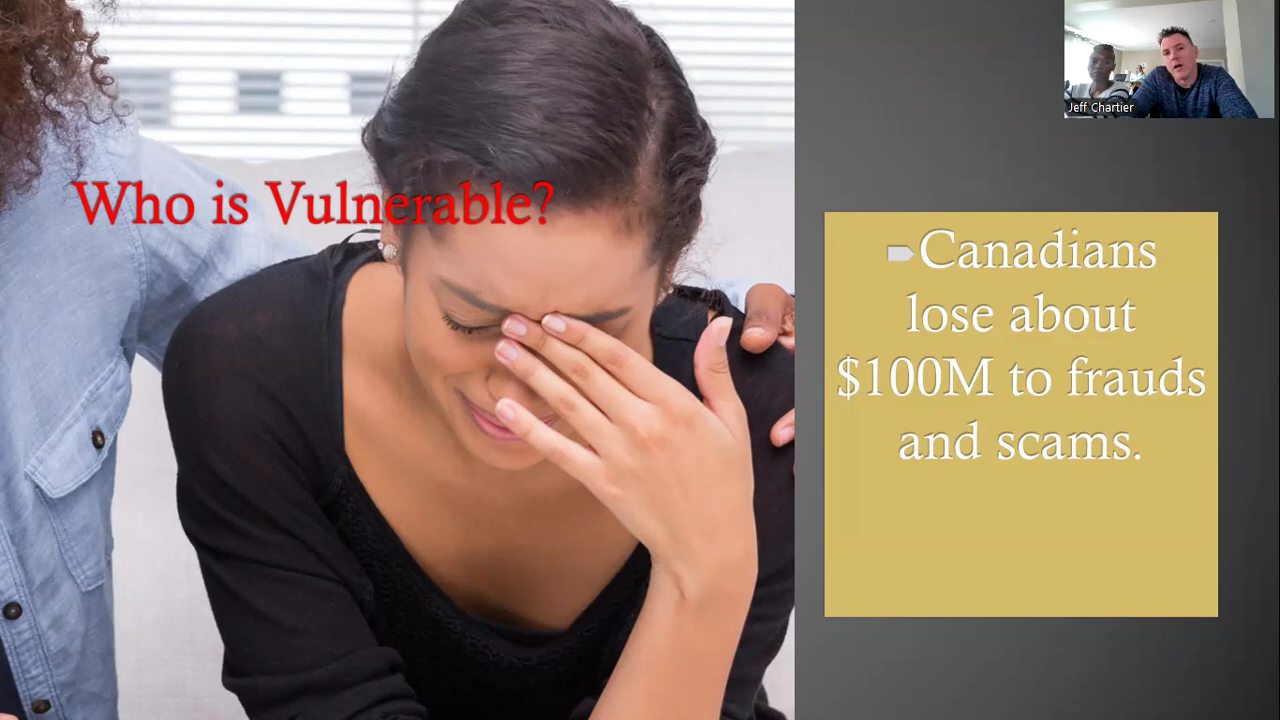 Jeff Chartier
Who is Vulnerable?
Canadians
lose about
$100M to frauds
and scams.